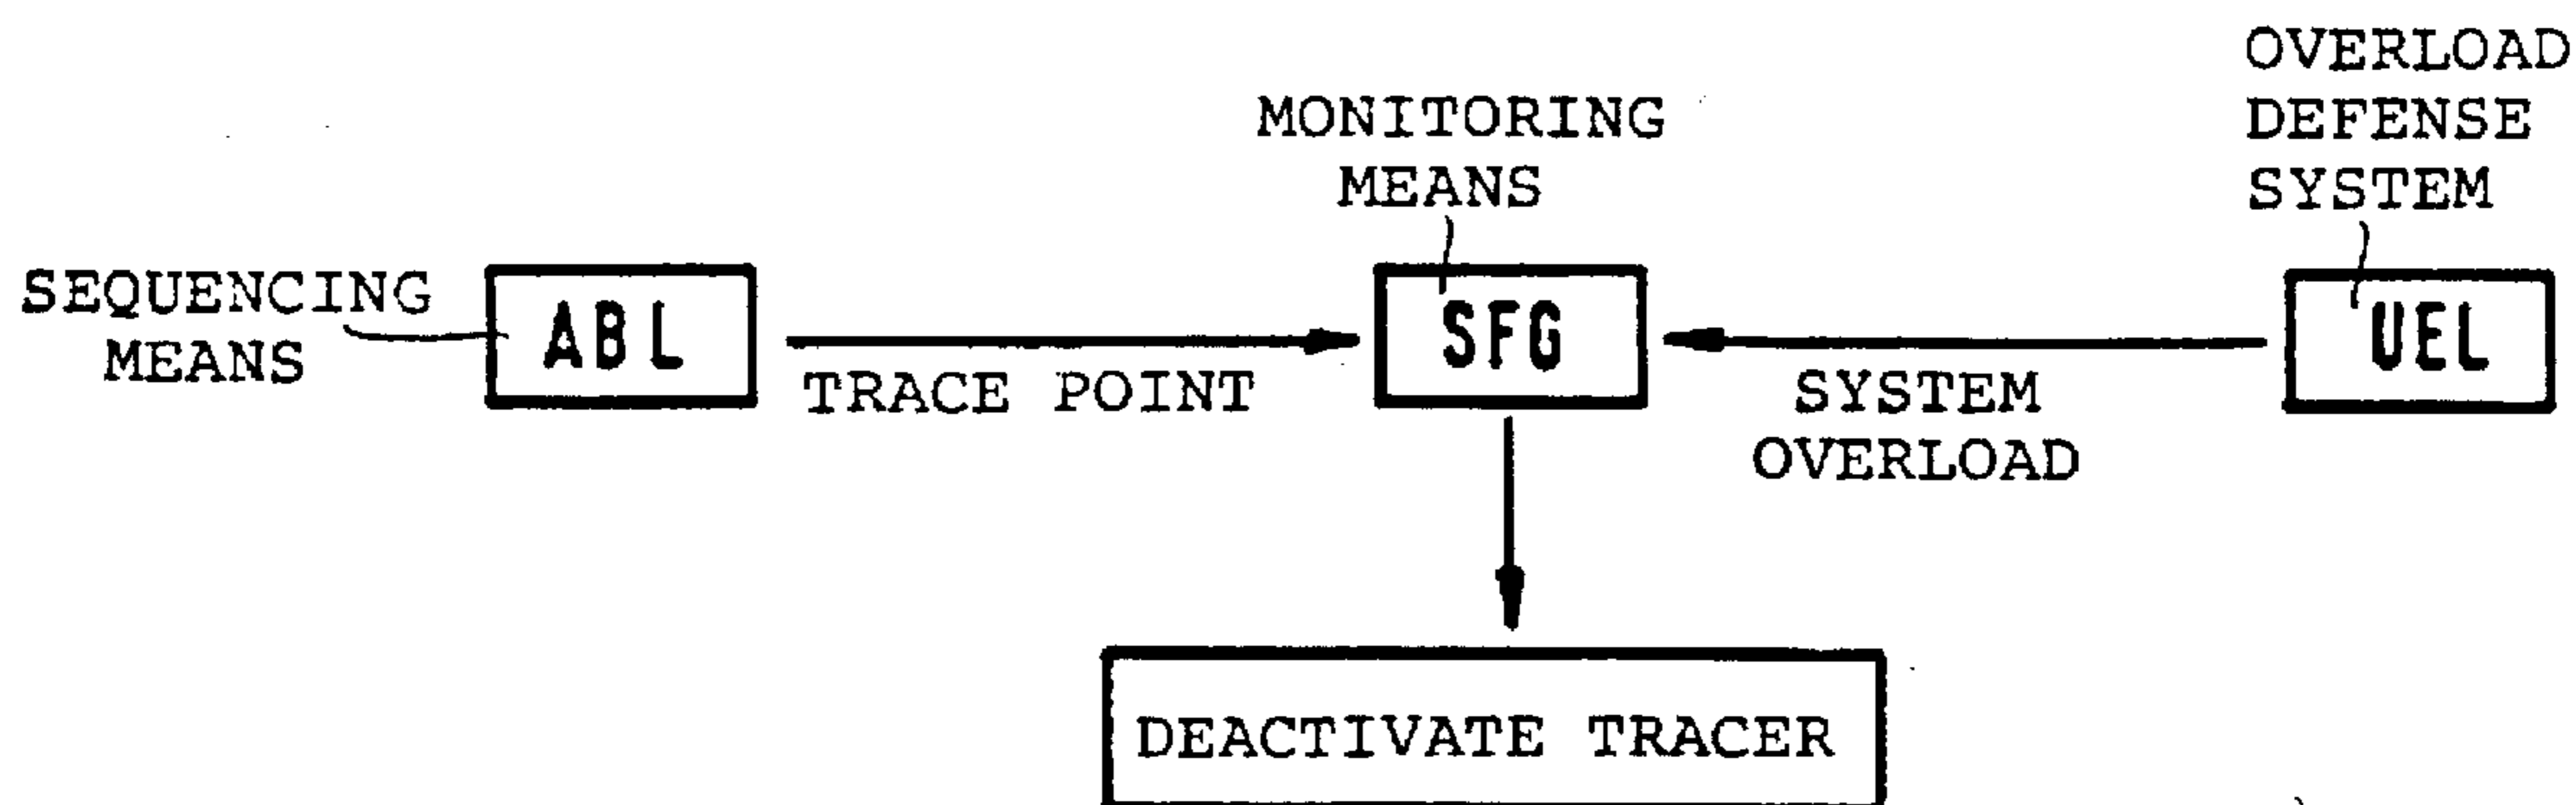 OVERLOAD
DEFENSE
SYSTEM
MONITORING
MEANS
SEQUENCING
MEANS
ABL
TRACE POINT
SFG
SYSTEM
OVERLOAD
UEL
DEACTIVATE TRACER